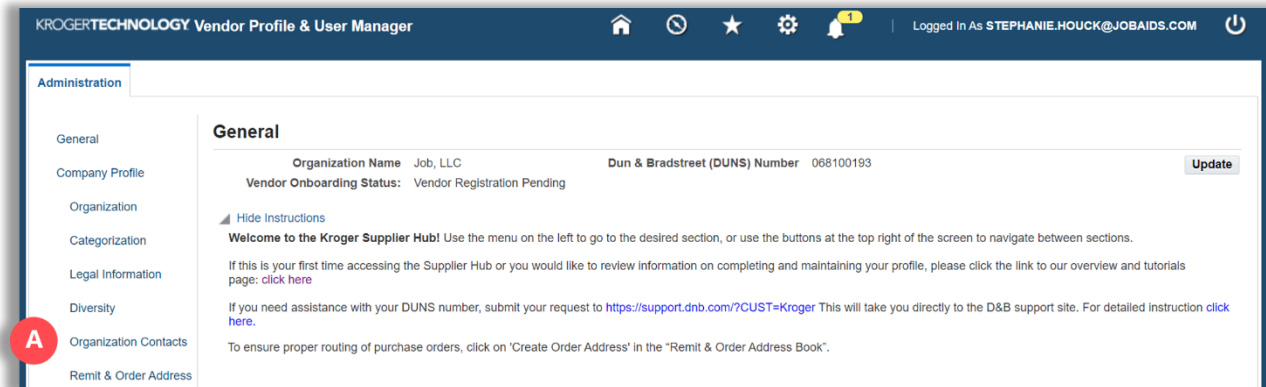 KROGERTECHNOLOGY. Vendor Profile & User Manager
1
Logged In As STEPHANIE.HOUCK@JOBAIDS.COM
Administration
General
Company Profile
Organization
Categorization
Legal Information
Diversity
A
Organization Contacts
Remit & Order Address
General
Organization Name Job, LLC Dun & Bradstreet (DUNS) Number 068100193
Update
Vendor Onboarding Status: Vendor Registration Pending
Hide Instructions
Welcome to the Kroger Supplier Hub! Use the menu on the left to go to the desired section, or use the buttons at the top right of the screen to navigate between sections.
If this is your first time accessing the Supplier Hub or you would like to review information on completing and maintaining your profile, please click the link to our overview and tutorials
page: click here
If you need assistance with your DUNS number, submit your request to https://support.dnb.com/?CUST=Kroger This will take you directly to the D&B support site. For detailed instruction click
here.
To ensure proper routing of purchase orders, click on 'Create Order Address' in the “Remit & Order Address Book”.